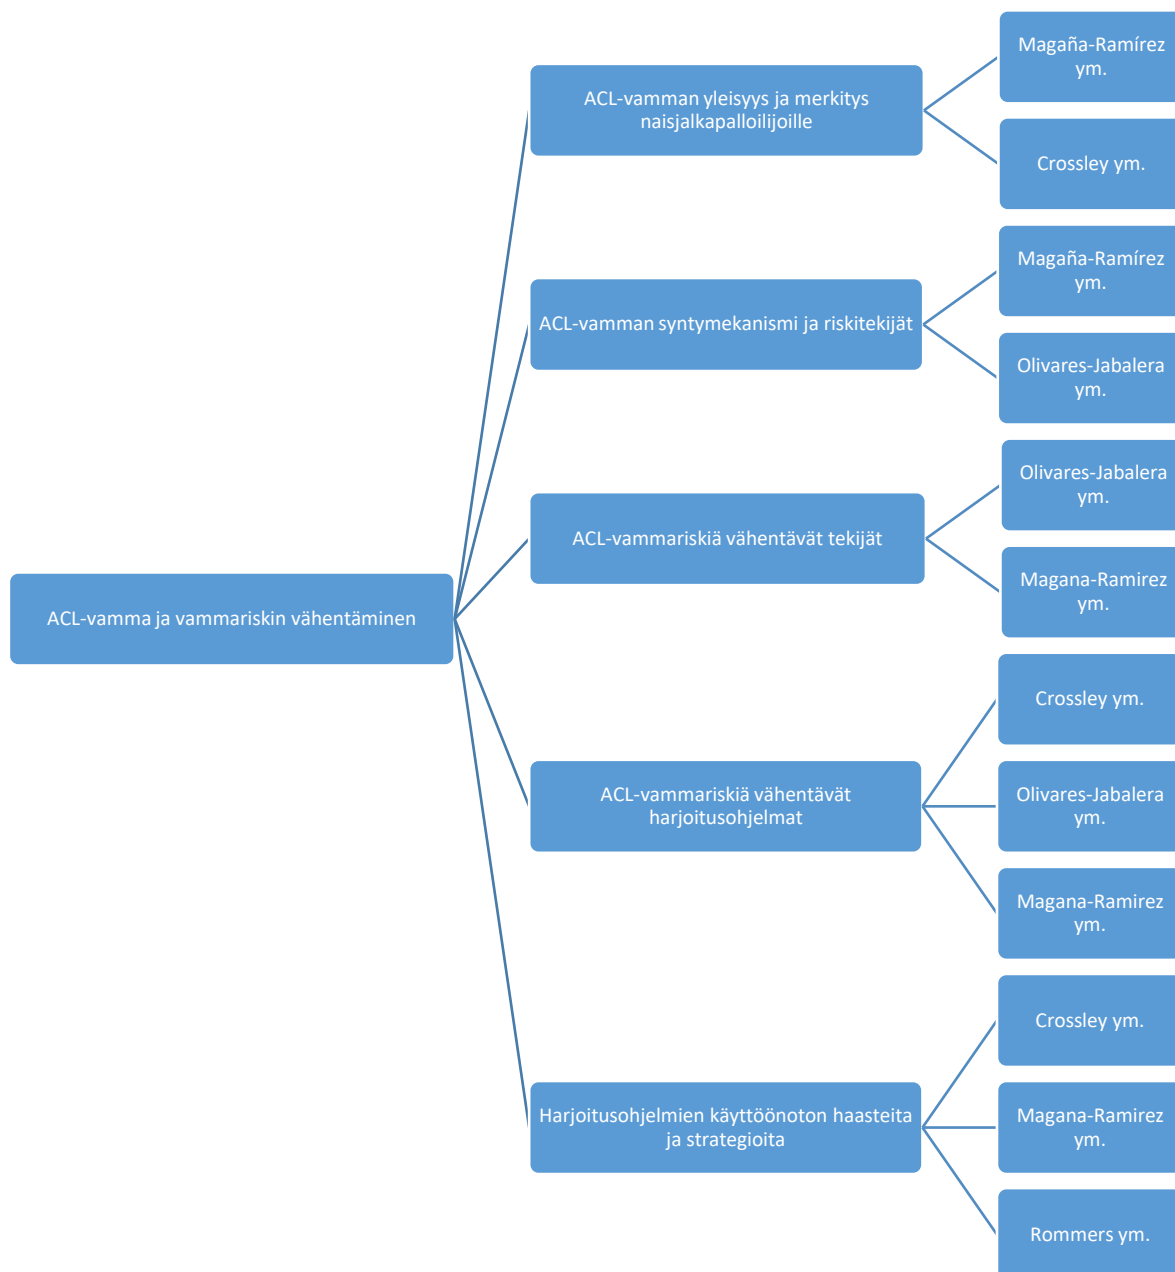 ACL-vamma ja vammariskin vähentäminen
ACL-vamman yleisyys ja merkitys
naisjalkapalloilijoille
Magaña-Ramírez
ym.
Crossley ym.
ACL-vamman syntymekanismi ja riskitekijät
Magaña-Ramírez
ym.
Olivares-Jabalera
ym.
ACL-vammariskiä vähentävät tekijät
Olivares-Jabalera
ym.
Magana-Ramirez
ym.
ACL-vammariskiä vähentävät
harjoitusohjelmat
Crossley ym.
Olivares-Jabalera
ym.
Magana-Ramirez
ym.
Harjoitusohjelmien käyttöönoton haasteita
ja strategioita
Crossley ym.
Magana-Ramirez
ym.
Rommers ym.